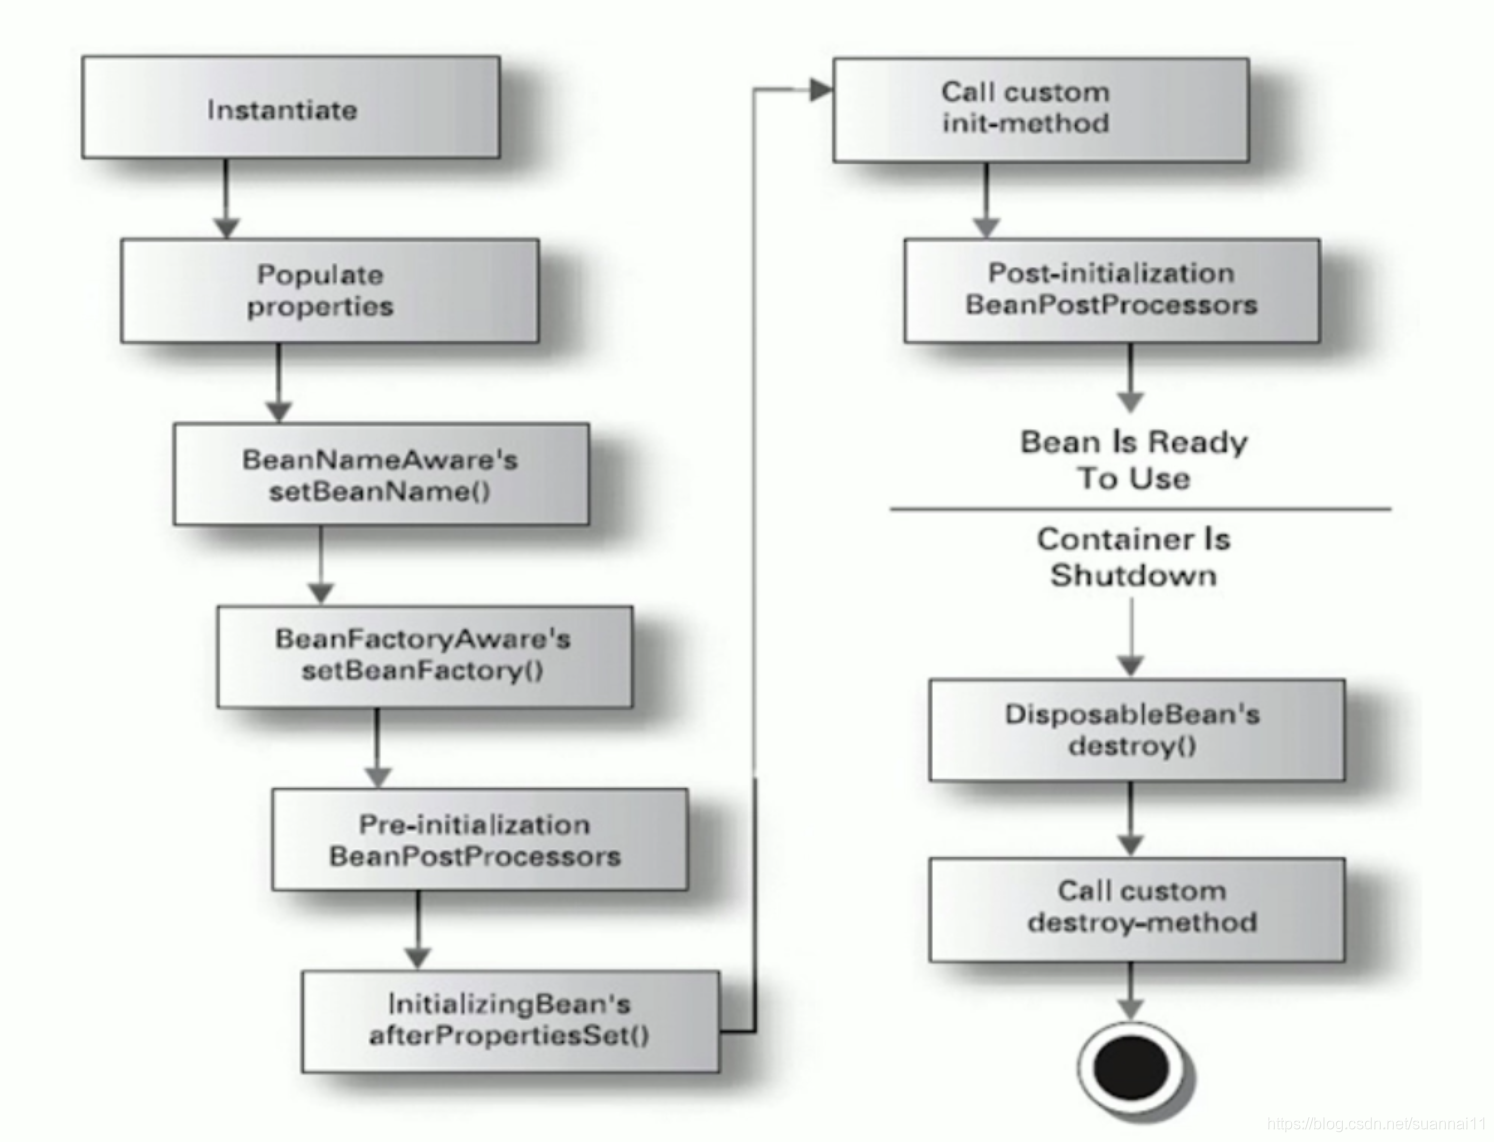 Instantiate
Populate
properties
BeanNameAware's
setBeanName()
BeanFactoryAware's
setBeanFactory()
Pre-initialization
BeanPostProcessors
InitializingBean's
afterPropertiesSet()
Call custom
init-method
Post-initialization
BeanPostProcessors
Bean Is Ready
To Use
Container Is
Shutdown
DisposableBean's
destroy()
Call custom
destroy-method
https://blog.csdn.net/suannai11